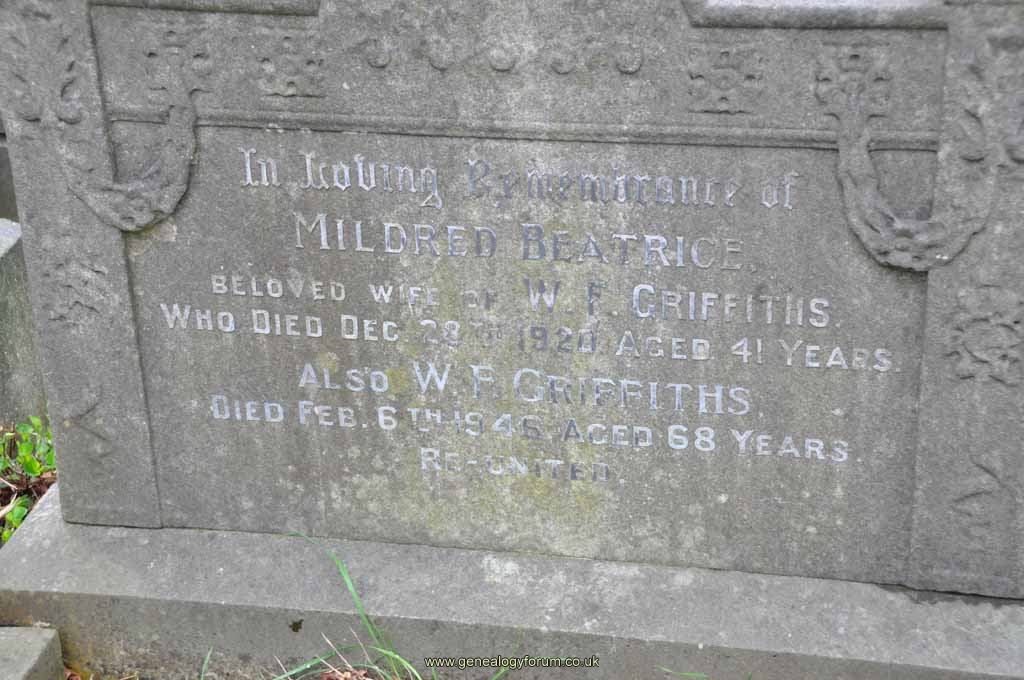 In Loving Remembrance of
MILDRED BEATRICE,
BELOVED WIFE OF W. F. GRIFFITHS.
WHO DIED DEC. 28TH 1920 AGED 41 YEARS.
ALSO W. F. GRIFFITHS.
DIED FEB. 6TH 1946 AGED 68 YEARS.
RE-UNITED.
www.genealogyforum.co.uk